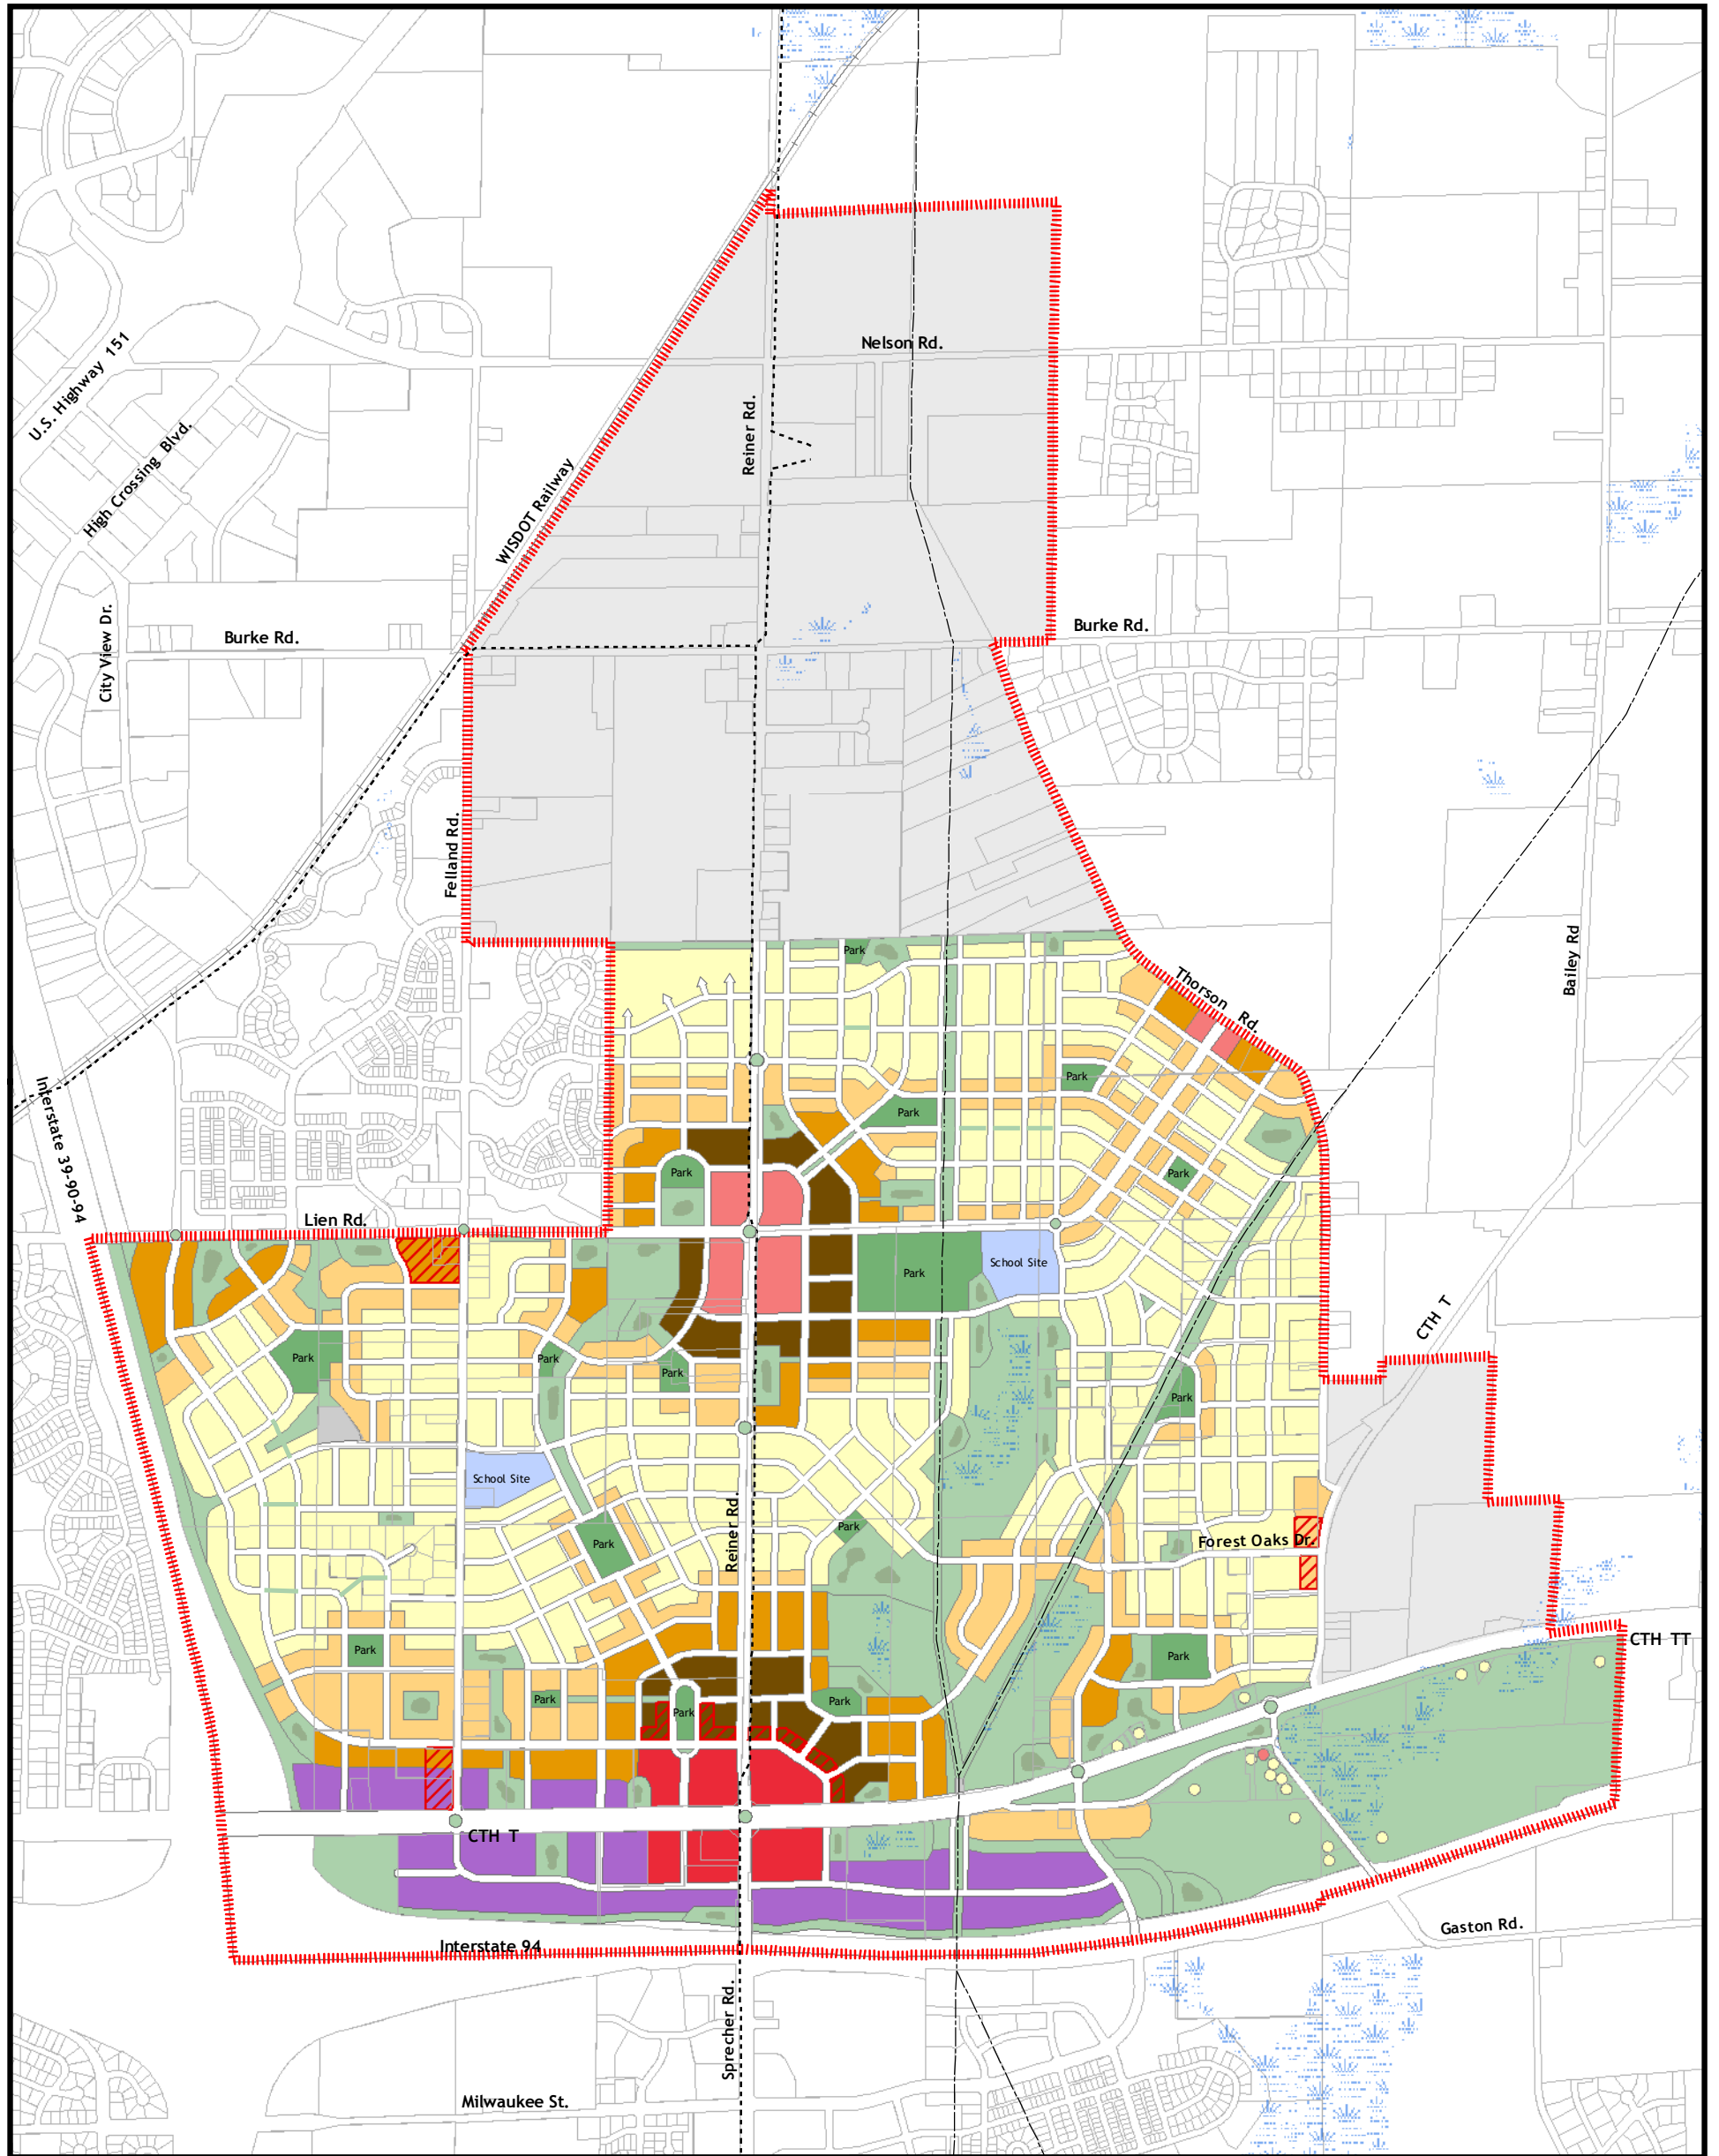 Nelson Rd.
U.S. Highway 151
Reiner Rd.
High Crossing Blvd.
WISDOT Railway
City View Dr.
Burke Rd.
Burke Rd.
Felland Rd.
Bailey Rd
Park
Thorson Rd.
Interstate 39-90-94
Park
Park
Park
Park
Lien Rd.
School Site
Park
CTH T
Park
Park
Park
Park
School Site
Reiner Rd.
Park
Park
Forest Oaks Dr.
Park
Park
CTH TT
Park
Park
Park
CTH T
Interstate 94
Gaston Rd.
Sprecher Rd.
Milwaukee St.